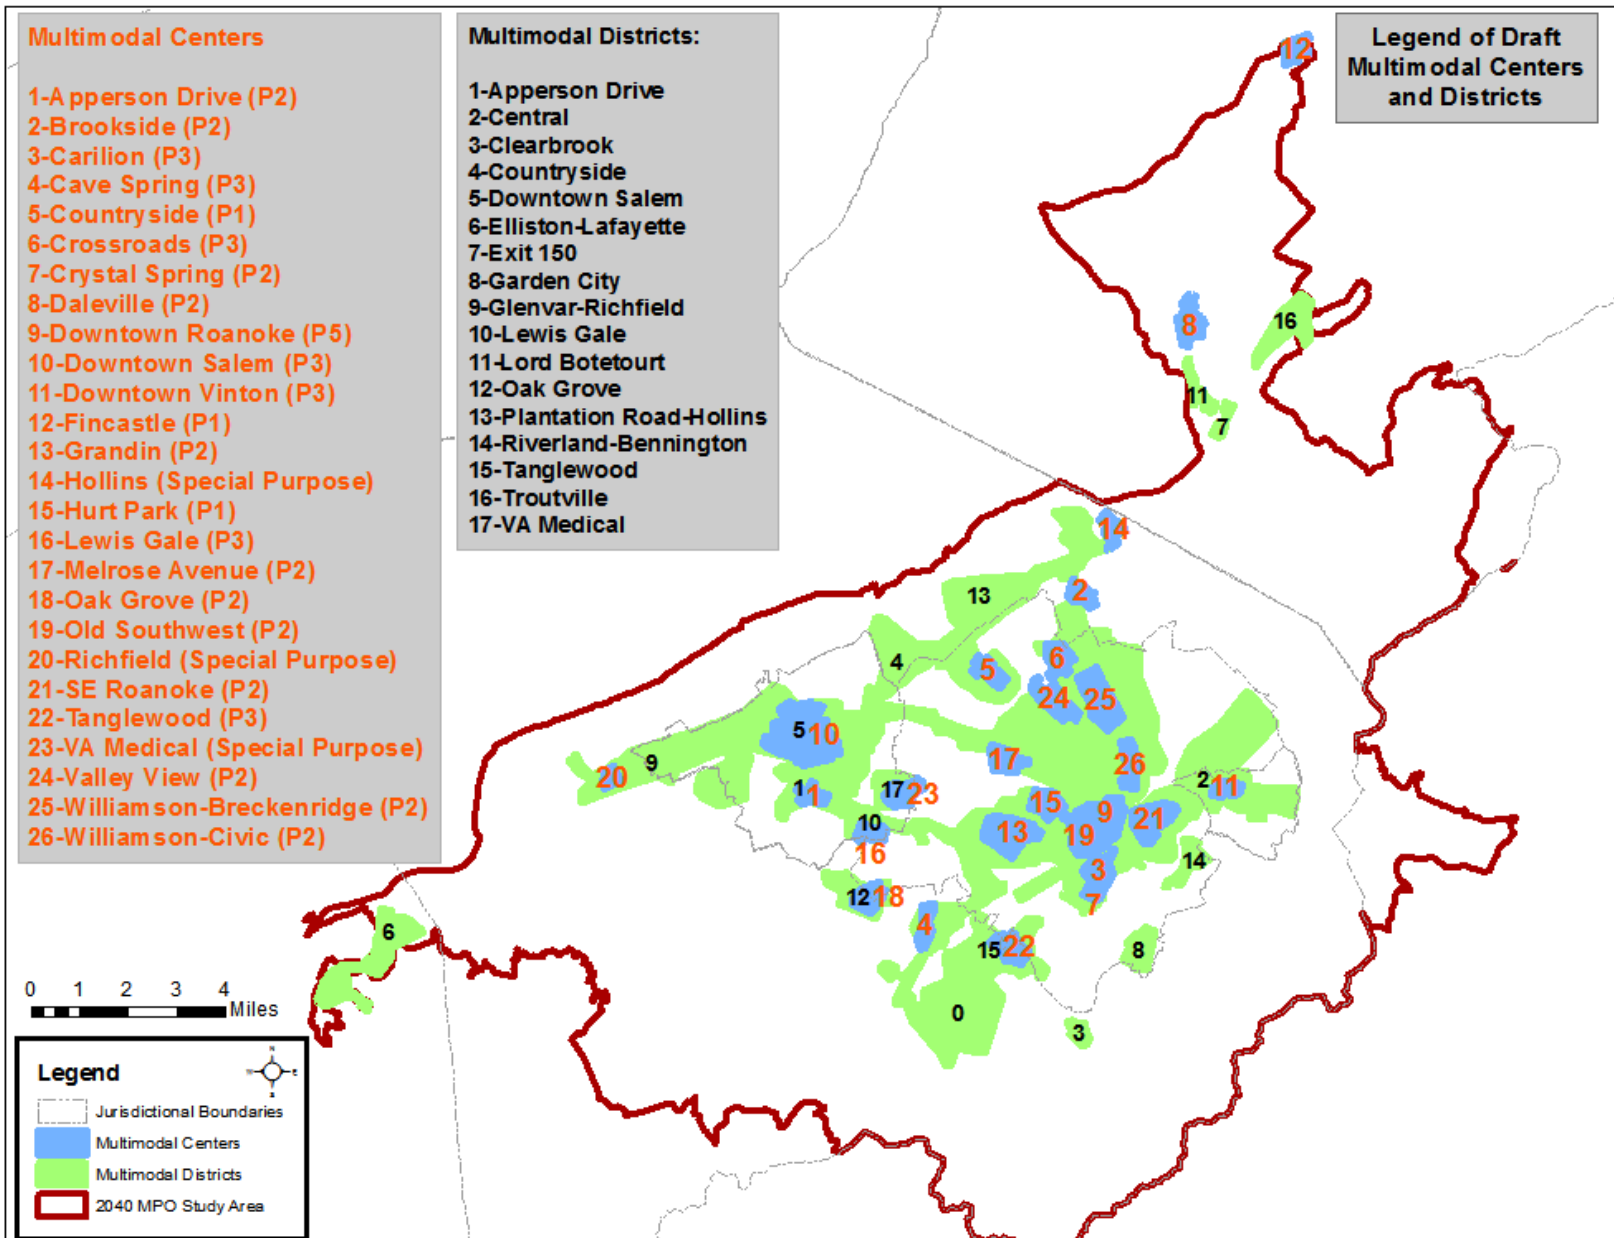 Multimodal Centers
1-Apperson Drive (P2)
2-Brookside (P2)
3-Carilion (P3)
4-Cave Spring (P3)
5-Countryside (P1)
6-Crossroads (P3)
7-Crystal Spring (P2)
8-Daleville (P2)
9-Downtown Roanoke (P5)
10-Downtown Salem (P3)
11-Downtown Vinton (P3)
12-Fincastle (P1)
13-Grandin (P2)
14-Hollins (Special Purpose)
15-Hurt Park (P1)
16-Lewis Gale (P3)
17-Melrose Avenue (P2)
18-Oak Grove (P2)
19-Old Southwest (P2)
20-Richfield (Special Purpose)
21-SE Roanoke (P2)
22-Tanglewood (P3)
23-VA Medical (Special Purpose)
24-Valley View (P2)
25-Williamson-Breckenridge (P2)
26-Williamson-Civic (P2)
Multimodal Districts:
1-Apperson Drive
2-Central
3-Clearbrook
4-Countryside
5-Downtown Salem
6-Elliston-Lafayette
7-Exit 150
8-Garden City
9-Glenvar-Richfield
10-Lewis Gale
11-Lord Botetourt
12-Oak Grove
13-Plantation Road-Hollins
14-Riverland-Bennington
15-Tanglewood
16-Troutville
17-VA Medical
Legend of Draft
Multimodal Centers
and Districts
12
8
16
11
7
14
13
2
4
5
6
24
25
5
10
9
20
17
26
2
11
1
1
17
23
15
9
21
10
13
19
16
3
14
12
18
7
4
6
15
22
8
0
3
0 1 2 3 4
Miles
Legend
N
Jurisdictional Boundaries
Multimodal Centers
Multimodal Districts
2040 MPO Study Area